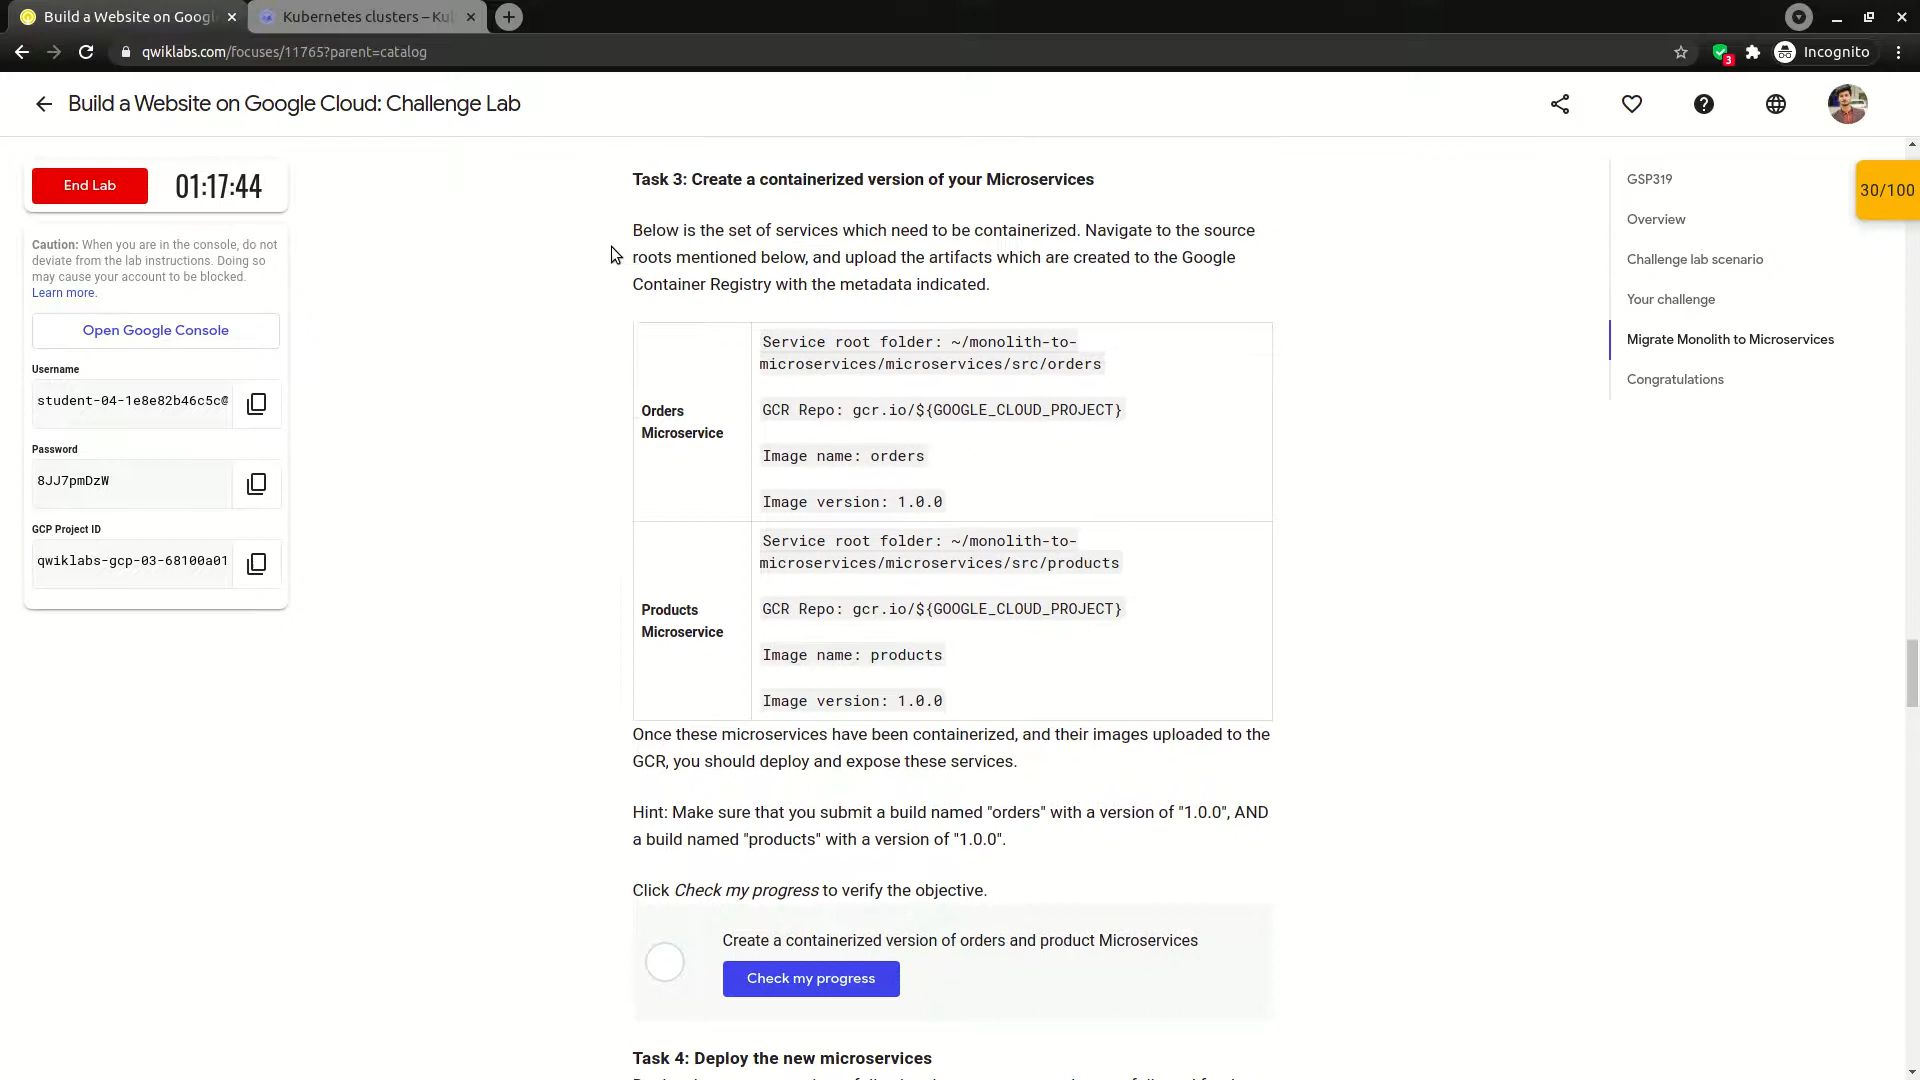 Build a Website on Googl
Kubernetes clusters – Ku
qwiklabs.com/focuses/11765?parent=catalog
3
Incognito
Build a Website on Google Cloud: Challenge Lab
End Lab
01:17:44
Caution: When you are in the console, do not
deviate from the lab instructions. Doing so
may cause your account to be blocked.
Learn more.
Open Google Console
Username
student-04-1e8e82b46c5c@
Password
8JJ7pmDzW
GCP Project ID
qwiklabs-gcp-03-68100a01
Task 3: Create a containerized version of your Microservices
Below is the set of services which need to be containerized. Navigate to the source
roots mentioned below, and upload the artifacts which are created to the Google
Container Registry with the metadata indicated.
Orders
Microservice
Service root folder: ~/monolith-to-
microservices/microservices/src/orders
GCR Repo: gcr.io/${GOOGLE_CLOUD_PROJECT}
Image name: orders
Image version: 1.0.0
Products
Microservice
Service root folder: ~/monolith-to-
microservices/microservices/src/products
GCR Repo: gcr.io/${GOOGLE_CLOUD_PROJECT}
Image name: products
Image version: 1.0.0
Once these microservices have been containerized, and their images uploaded to the
GCR, you should deploy and expose these services.
Hint: Make sure that you submit a build named "orders" with a version of "1.0.0", AND
a build named "products" with a version of "1.0.0".
Click Check my progress to verify the objective.
Create a containerized version of orders and product Microservices
Check my progress
Task 4: Deploy the new microservices
GSP319
Overview
Challenge lab scenario
Your challenge
Migrate Monolith to Microservices
Congratulations
30/100